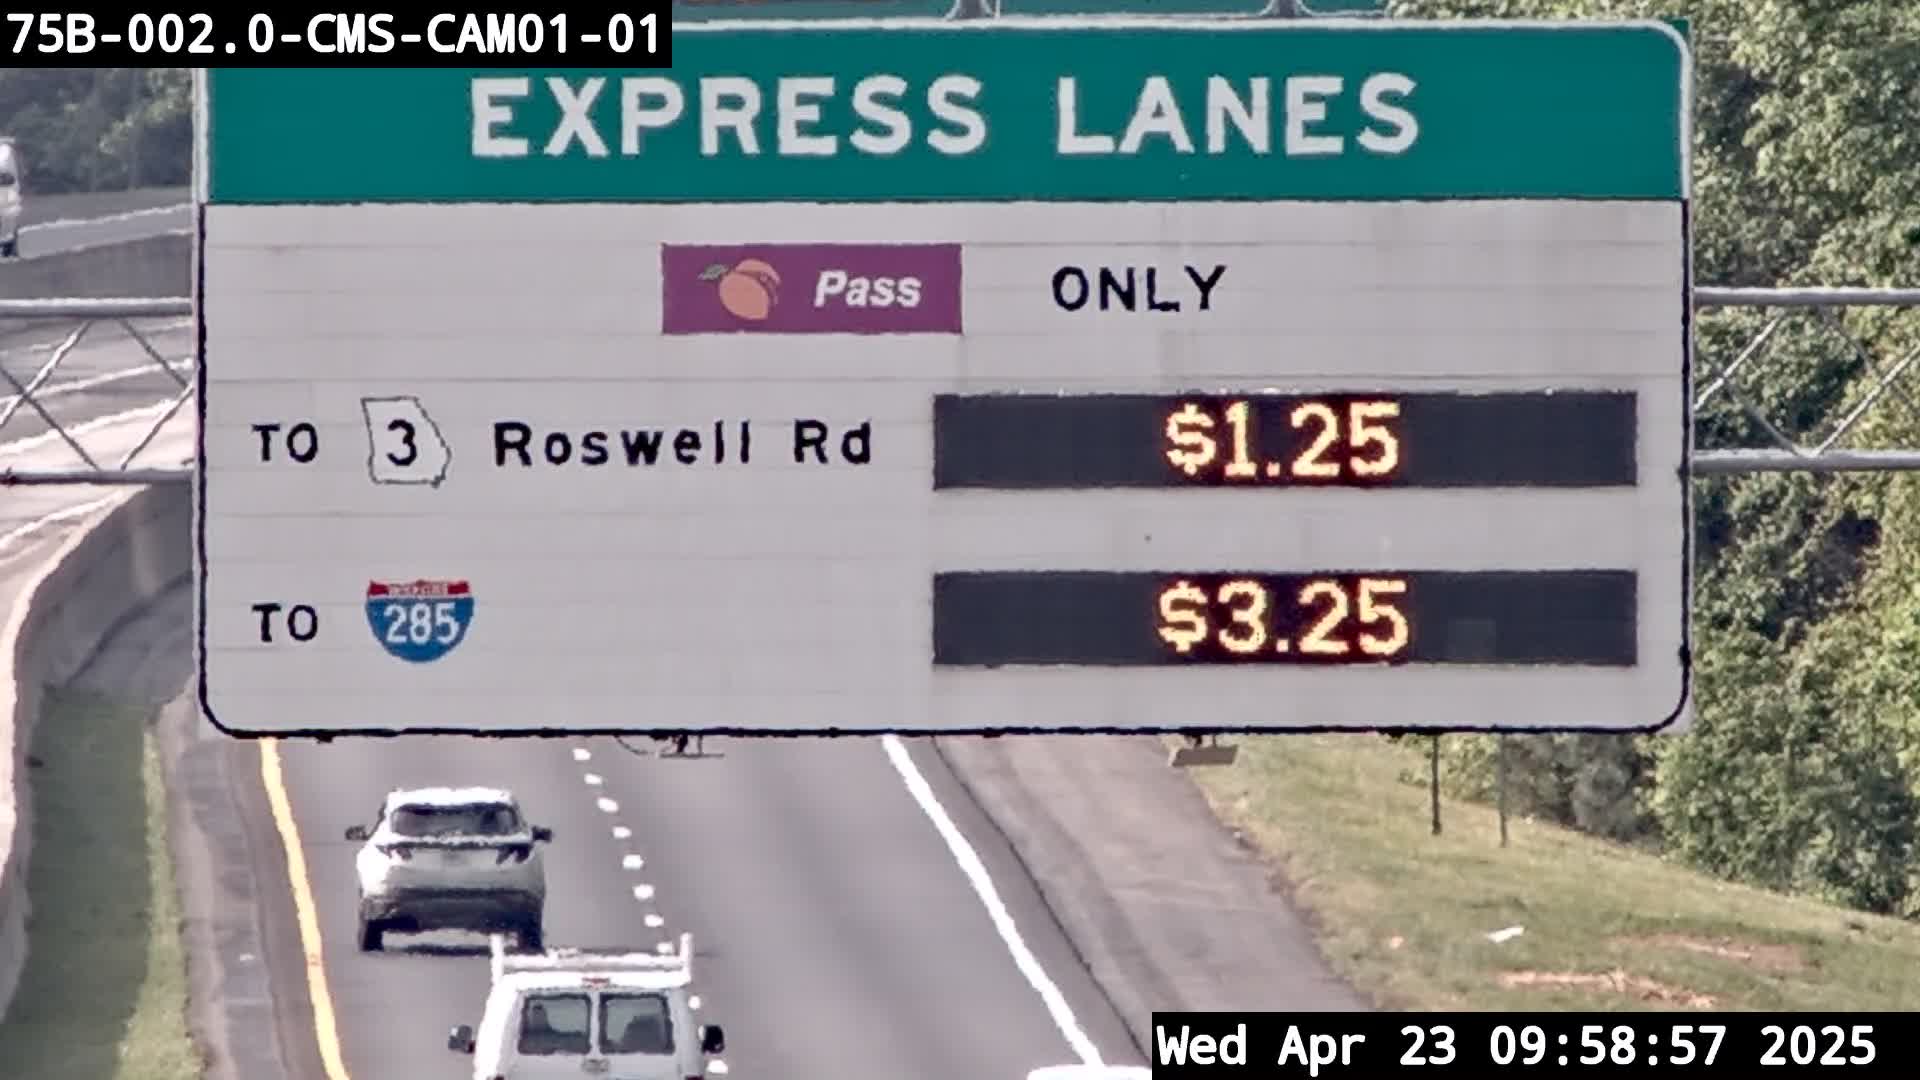 75B-002.0-CMS-CAM01-01
EXPRESS LANES
Pass ONLY
TO 3 Roswell Rd $1.25
TO 285 $3.25
Wed Apr 23 09:58:57 2025